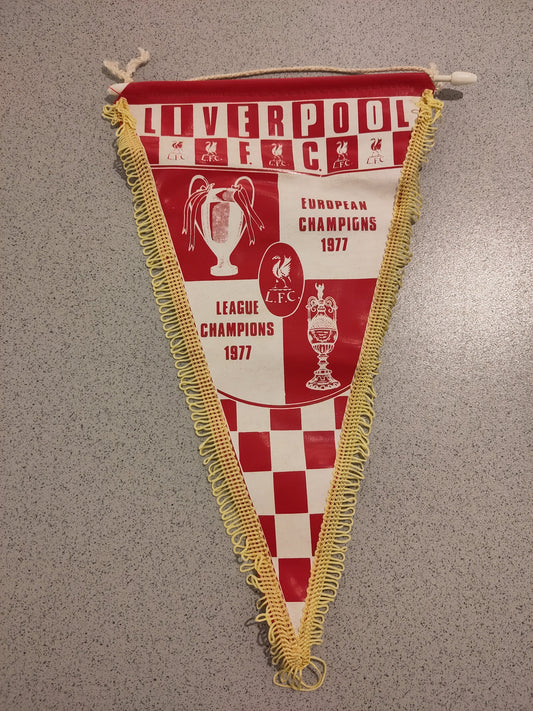 LIVERPOOL
F. C.
L.F.C. L.F.C. L.F.C. L.F.C. L.F.C.
EUROPEAN
CHAMPIONS
1977
L.F.C.
LEAGUE
CHAMPIONS
1977